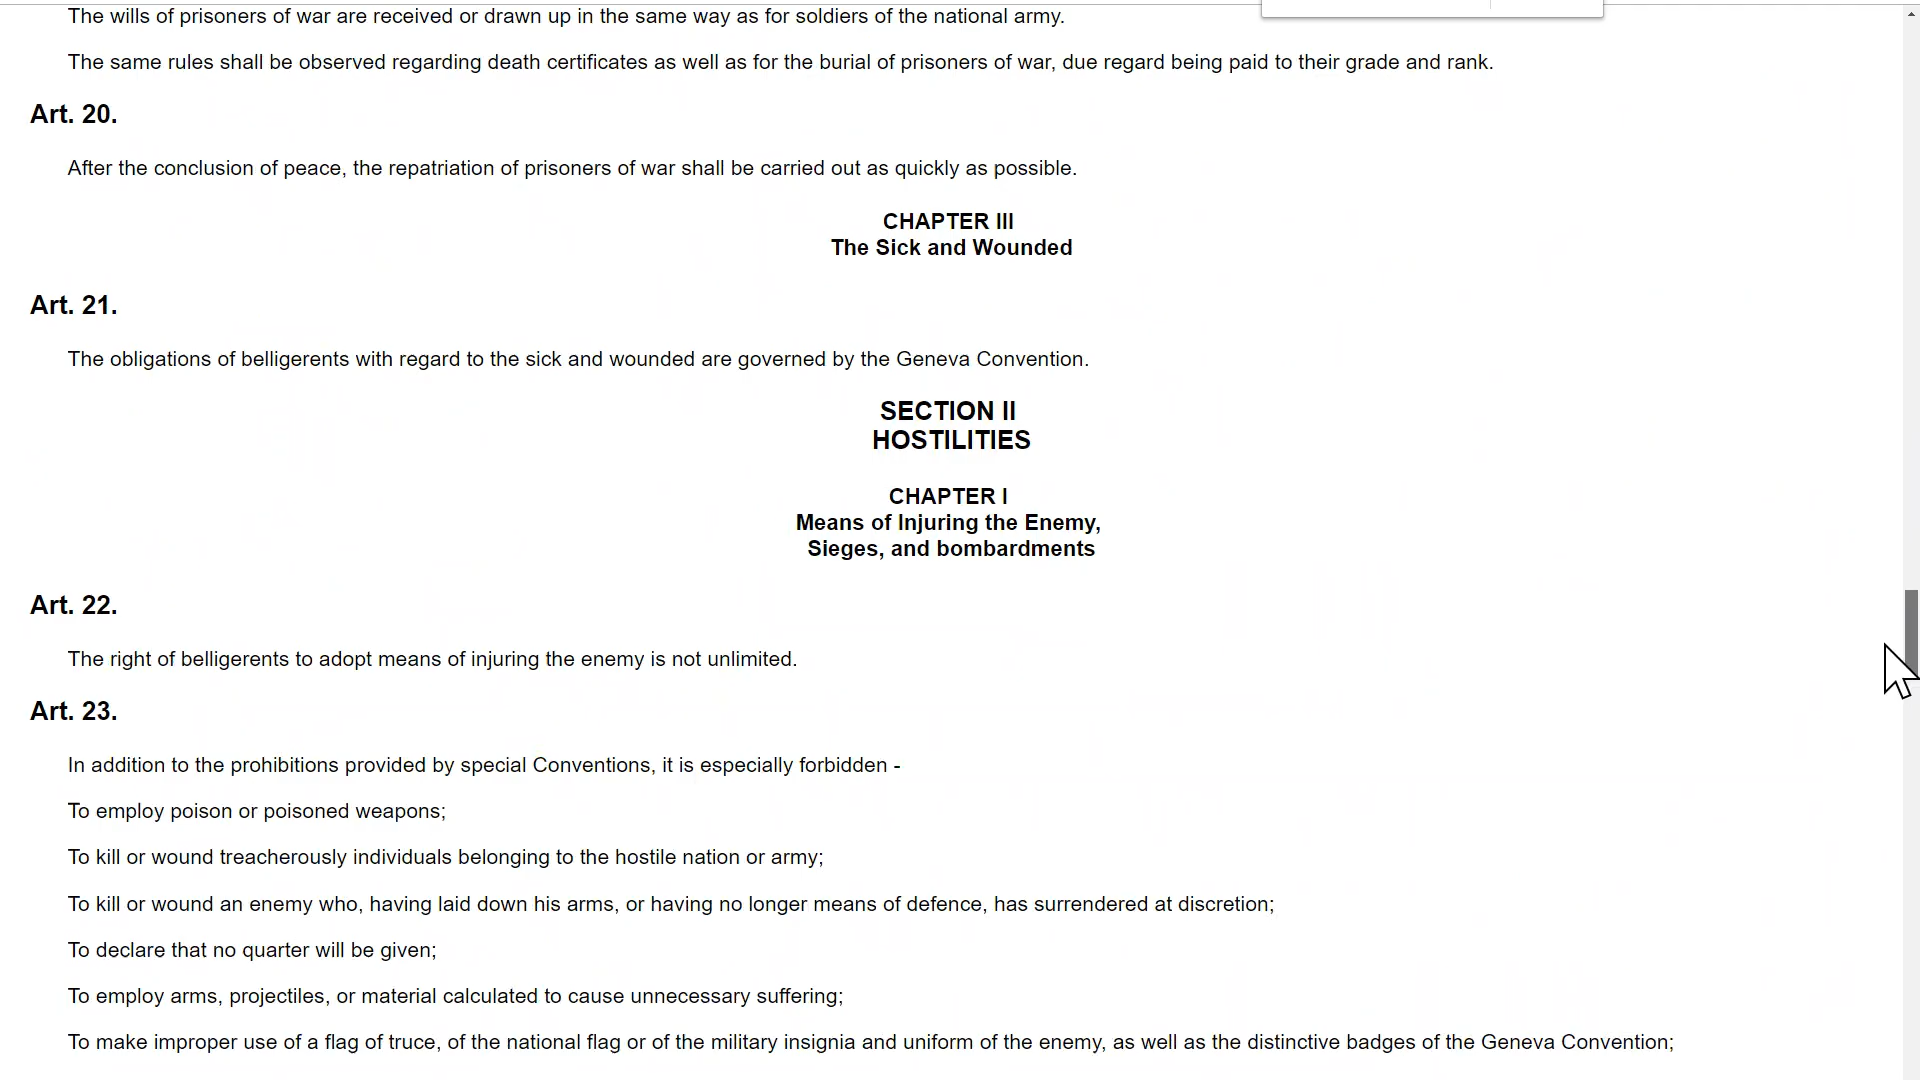 The wills of prisoners of war are received or drawn up in the same way as for soldiers of the national army.
The same rules shall be observed regarding death certificates as well as for the burial of prisoners of war, due regard being paid to their grade and rank.
Art. 20.
After the conclusion of peace, the repatriation of prisoners of war shall be carried out as quickly as possible.
CHAPTER III
The Sick and Wounded
Art. 21.
The obligations of belligerents with regard to the sick and wounded are governed by the Geneva Convention.
SECTION II
HOSTILITIES
CHAPTER I
Means of Injuring the Enemy,
Sieges, and bombardments
Art. 22.
The right of belligerents to adopt means of injuring the enemy is not unlimited.
Art. 23.
In addition to the prohibitions provided by special Conventions, it is especially forbidden -
To employ poison or poisoned weapons;
To kill or wound treacherously individuals belonging to the hostile nation or army;
To kill or wound an enemy who, having laid down his arms, or having no longer means of defence, has surrendered at discretion;
To declare that no quarter will be given;
To employ arms, projectiles, or material calculated to cause unnecessary suffering;
To make improper use of a flag of truce, of the national flag or of the military insignia and uniform of the enemy, as well as the distinctive badges of the Geneva Convention;